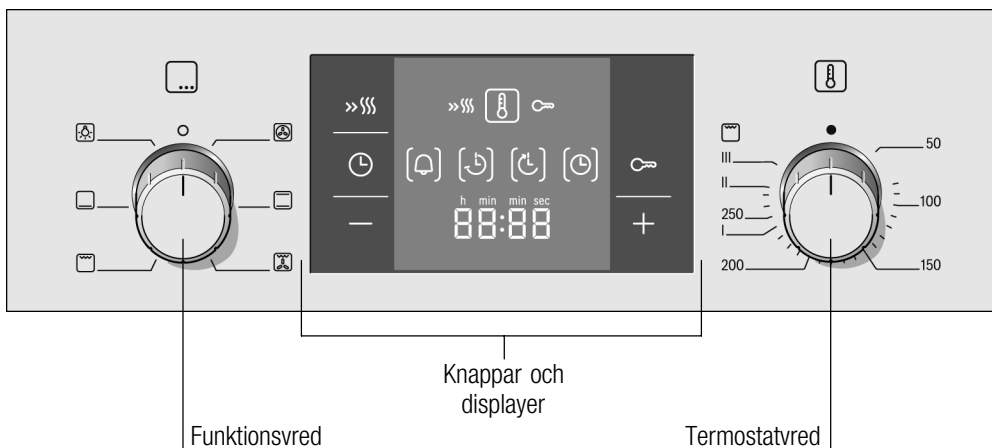 h min min sec
88:88
III
II
250
I
200
50
100
150
Knappar och
displayer
Funktionsvred
Termostatvred